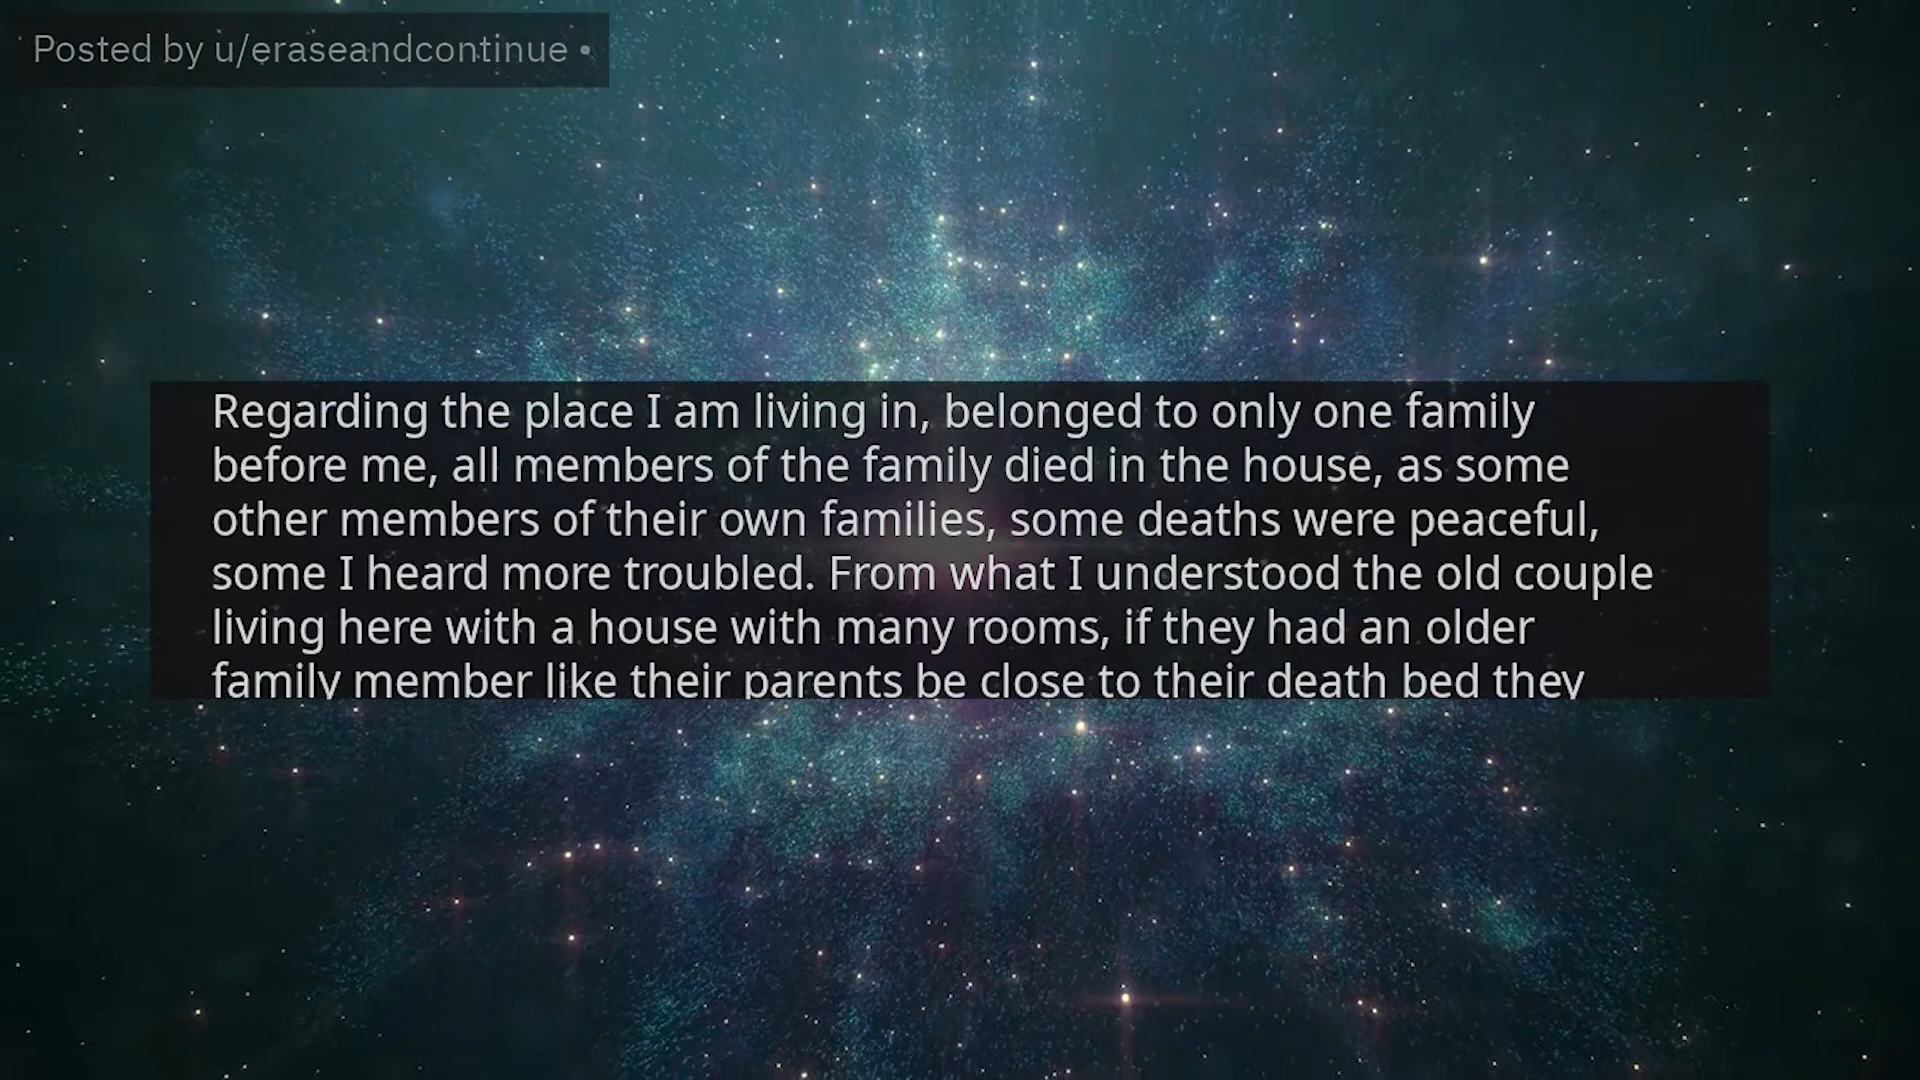 Posted by u/eraseandcontinue •
Regarding the place I am living in, belonged to only one family
before me, all members of the family died in the house, as some
other members of their own families, some deaths were peaceful,
some I heard more troubled. From what I understood the old couple
living here with a house with many rooms, if they had an older
family member like their parents be close to their death bed they